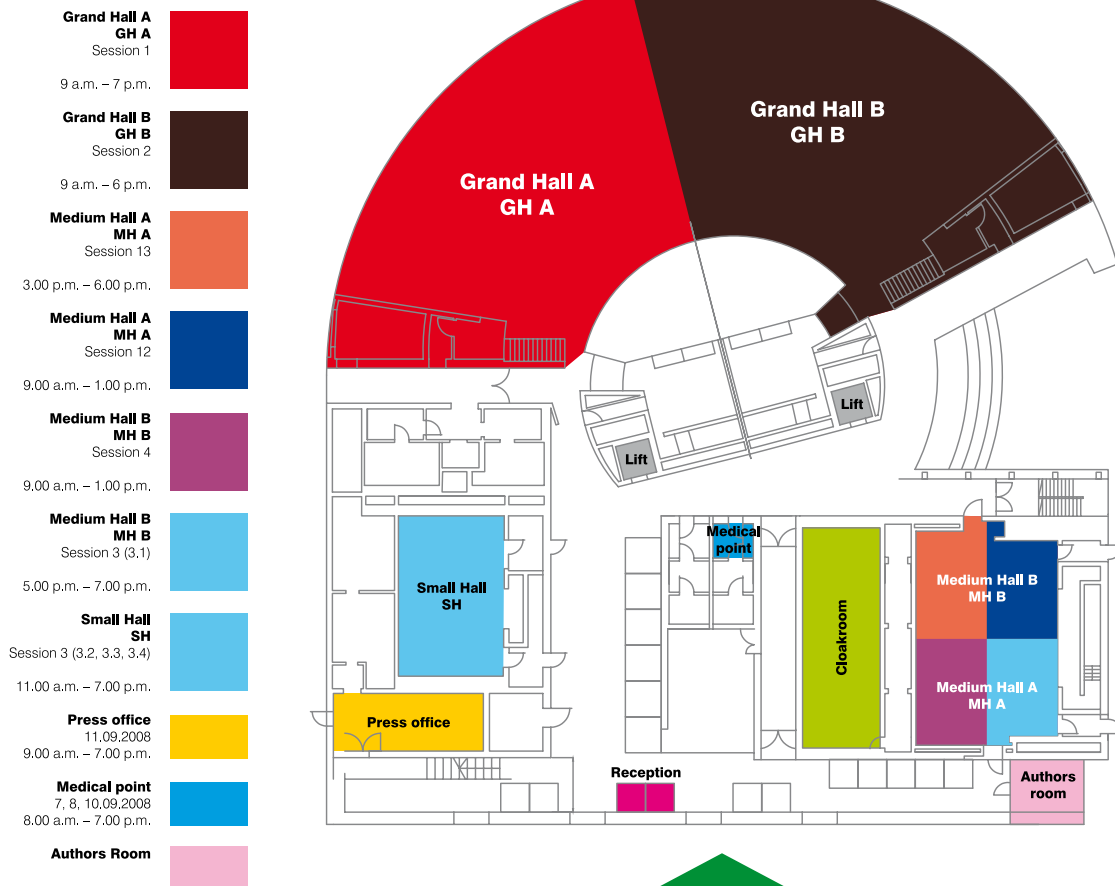 Grand Hall A
GH A
Session 1
9 a.m. – 7 p.m.
Grand Hall B
GH B
Session 2
9 a.m. – 6 p.m.
Medium Hall A
MH A
Session 13
3.00 p.m. – 6.00 p.m.
Medium Hall A
MH A
Session 12
9.00 a.m. – 1.00 p.m.
Medium Hall B
MH B
Session 4
9.00 a.m. – 1.00 p.m.
Medium Hall B
MH B
Session 3 (3.1)
5.00 p.m. – 7.00 p.m.
Small Hall
SH
Session 3 (3.2, 3.3, 3.4)
11.00 a.m. – 7.00 p.m.
Press office
11.09.2008
9.00 a.m. – 7.00 p.m.
Medical point
7, 8, 10.09.2008
8.00 a.m. – 7.00 p.m.
Authors Room
Grand Hall B
GH B
Grand Hall A
GH A
Lift
Lift
Medical
point
Small Hall
SH
Medium Hall B
MH B
Cloakroom
Medium Hall A
MH A
Press office
Reception
Authors
room